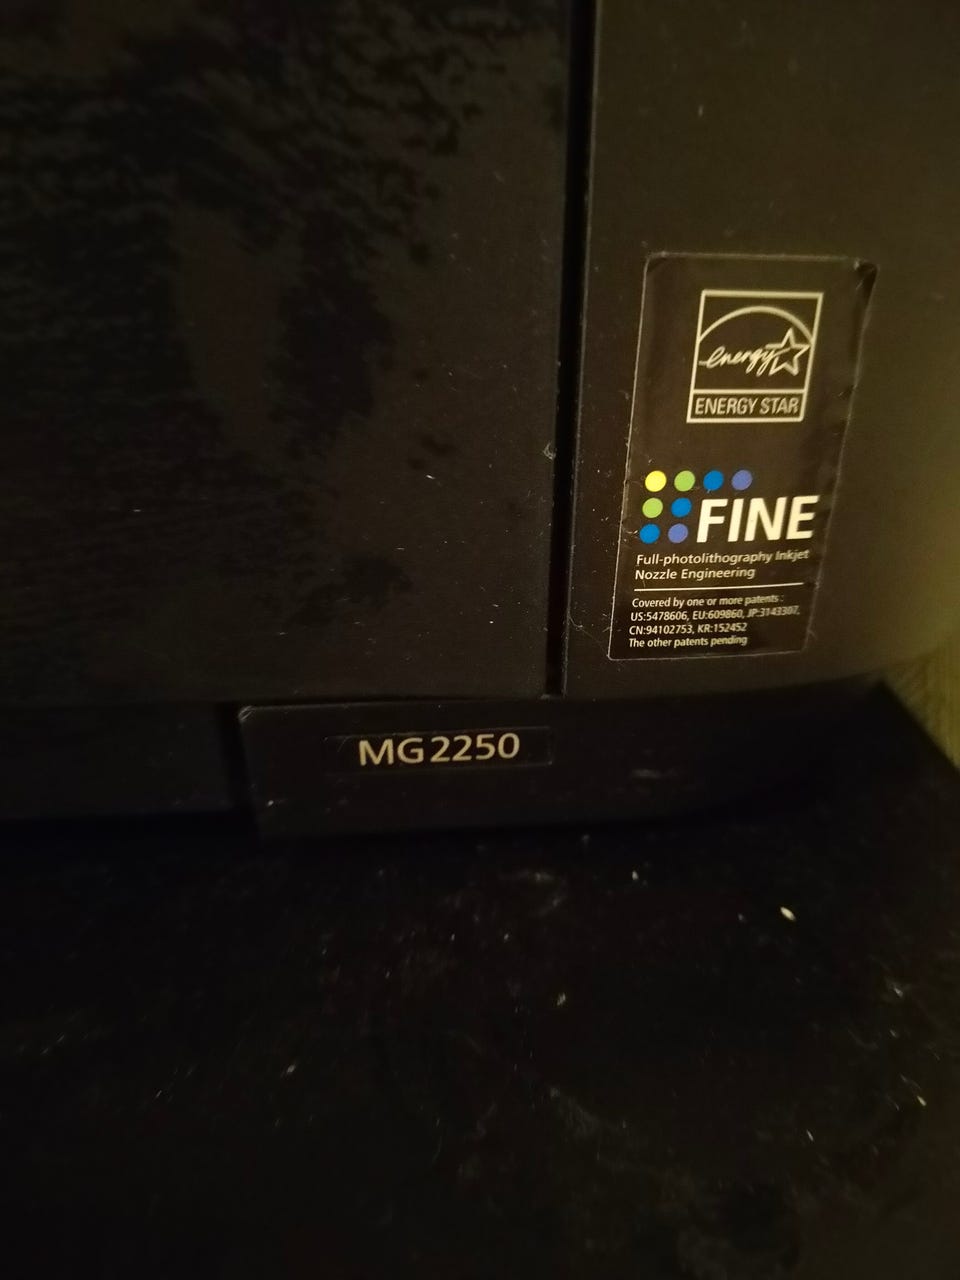 energy
ENERGY STAR
FINE
Full-photolithography Inkjet
Nozzle Engineering
Covered by one or more patents :
US:5478606, EU:609860, JP:3143307,
CN:94102753, KR:152452
The other patents pending
MG2250